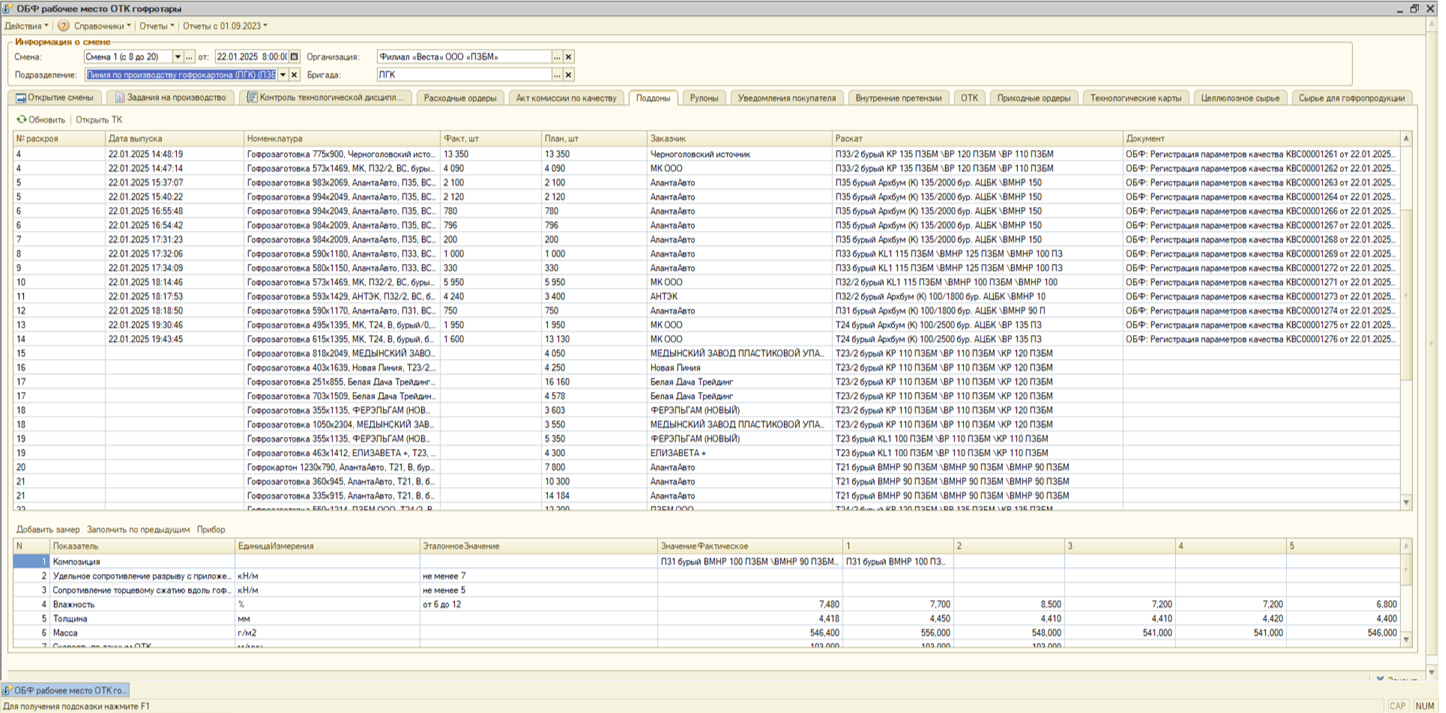 ОБФ рабочее место ОТК гофротары
Действия Справочники Отчеты Отчеты с 01.09.2023
Информация о смене
Смена: Смена 1 (с 8 до 20) ... от: 22.01.2025 8:00:0( Организация: Филиал «Веста» ООО «ПЗБМ» ...
Подразделение: Линия по производству гофрокартона (ПГК) (ПЗБ Бригада: ЛГК ...
Открытие смены Задания на производство Контроль технологической дисципл... Расходные ордеры Акт комиссии по качеству Поддоны Рулоны Уведомления покупателя Внутренние претензии ОТК Приходные ордеры Технологические карты Целлюлозное сырье Сырье для гофропродукции
Обновить Открыть ТК
№ раскроя Дата выпуска Номенклатура Факт, шт План, шт Заказчик Раскат Документ
4 22.01.2025 14:48:19 Гофрозаготовка 775х900, Черноголовский исто... 13 350 13 350 Черноголовский источник П33/2 бурый КР 135 ПЗБМ \ВР 120 ПЗБМ \ВР 110 ПЗБМ ОБФ: Регистрация параметров качества КВС00001261 от 22.01.2025...
4 22.01.2025 14:47:14 Гофрозаготовка 573х1469, МК, П32/2, ВС, буры... 4 090 4 090 МК ООО П33/2 бурый КР 135 ПЗБМ \ВР 120 ПЗБМ \ВР 110 ПЗБМ ОБФ: Регистрация параметров качества КВС00001262 от 22.01.2025...
5 22.01.2025 15:37:07 Гофрозаготовка 983х2069, АлантаАвто, П35, ВС... 2 100 2 100 АлантаАвто П35 бурый Архбум (К) 135/2000 бур. АЦБК \ВМНР 150 ОБФ: Регистрация параметров качества КВС00001263 от 22.01.2025...
5 22.01.2025 15:40:22 Гофрозаготовка 994х2049, АлантаАвто, П35, ВС... 2 120 2 120 АлантаАвто П35 бурый Архбум (К) 135/2000 бур. АЦБК \ВМНР 150 ОБФ: Регистрация параметров качества КВС00001264 от 22.01.2025...
6 22.01.2025 16:55:48 Гофрозаготовка 994х2049, АлантаАвто, П35, ВС... 780 780 АлантаАвто П35 бурый Архбум (К) 135/2000 бур. АЦБК \ВМНР 150 ОБФ: Регистрация параметров качества КВС00001266 от 22.01.2025...
6 22.01.2025 16:54:42 Гофрозаготовка 984х2009, АлантаАвто, П35, ВС... 796 796 АлантаАвто П35 бурый Архбум (К) 135/2000 бур. АЦБК \ВМНР 150 ОБФ: Регистрация параметров качества КВС00001267 от 22.01.2025...
7 22.01.2025 17:31:23 Гофрозаготовка 984х2009, АлантаАвто, П35, ВС... 200 200 АлантаАвто П35 бурый Архбум (К) 135/2000 бур. АЦБК \ВМНР 150 ОБФ: Регистрация параметров качества КВС00001268 от 22.01.2025...
8 22.01.2025 17:32:06 Гофрозаготовка 590х1180, АлантаАвто, П33, ВС... 1 000 1 000 АлантаАвто П33 бурый KL1 115 ПЗБМ \ВМНР 125 ПЗБМ \ВМНР 100 ПЗ ОБФ: Регистрация параметров качества КВС00001269 от 22.01.2025...
9 22.01.2025 17:34:09 Гофрозаготовка 580х1150, АлантаАвто, П33, ВС... 330 330 АлантаАвто П33 бурый KL1 115 ПЗБМ \ВМНР 125 ПЗБМ \ВМНР 100 ПЗ ОБФ: Регистрация параметров качества КВС00001272 от 22.01.2025...
10 22.01.2025 18:14:46 Гофрозаготовка 573х1469, МК, П32/2, ВС, буры... 5 950 5 950 МК ООО П32/2 бурый KL1 115 ПЗБМ \ВМНР 100 ПЗБМ \ВМНР 100 ОБФ: Регистрация параметров качества КВС00001271 от 22.01.2025...
11 22.01.2025 18:17:53 Гофрозаготовка 593х1429, АНТЭК, П32/2, ВС, б... 4 240 3 400 АНТЭК П32/2 бурый Архбум (К) 100/1800 бур. АЦБК \ВМНР 10 ОБФ: Регистрация параметров качества КВС00001273 от 22.01.2025...
12 22.01.2025 18:18:50 Гофрозаготовка 590х1170, АлантаАвто, П31, ВС... 750 750 АлантаАвто П31 бурый Архбум (К) 100/1800 бур. АЦБК \ВМНР 90 П ОБФ: Регистрация параметров качества КВС00001274 от 22.01.2025...
13 22.01.2025 19:30:46 Гофрозаготовка 495х1395, МК, Т24, В, бурый/0,... 1 950 1 950 МК ООО Т24 бурый Архбум (К) 100/2500 бур. АЦБК \ВР 135 ПЗ ОБФ: Регистрация параметров качества КВС00001275 от 22.01.2025...
14 22.01.2025 19:43:45 Гофрозаготовка 615х1395, МК, Т24, В, бурый, б... 1 600 13 130 МК ООО Т24 бурый Архбум (К) 100/2500 бур. АЦБК \ВР 135 ПЗ ОБФ: Регистрация параметров качества КВС00001276 от 22.01.2025...
15 Гофрозаготовка 818х2049, МЕДЫНСКИЙ ЗАВО... 4 050 МЕДЫНСКИЙ ЗАВОД ПЛАСТИКОВОЙ УПА... Т23/2 бурый КР 110 ПЗБМ \ВР 110 ПЗБМ \КР 120 ПЗБМ
16 Гофрозаготовка 403х1639, Новая Линия, Т23/2,... 4 250 Новая Линия Т23/2 бурый КР 110 ПЗБМ \ВР 110 ПЗБМ \КР 120 ПЗБМ
17 Гофрозаготовка 251х855, Белая Дача Трейдинг... 16 160 Белая Дача Трейдинг Т23/2 бурый КР 110 ПЗБМ \ВР 110 ПЗБМ \КР 120 ПЗБМ
17 Гофрозаготовка 703х1509, Белая Дача Трейдин... 4 578 Белая Дача Трейдинг Т23/2 бурый КР 110 ПЗБМ \ВР 110 ПЗБМ \КР 120 ПЗБМ
18 Гофрозаготовка 355х1135, ФЕРЭЛЬГАМ (НОВ... 3 603 ФЕРЭЛЬГАМ (НОВЫЙ) Т23/2 бурый КР 110 ПЗБМ \ВР 110 ПЗБМ \КР 120 ПЗБМ
18 Гофрозаготовка 1050х2304, МЕДЫНСКИЙ ЗАВ... 3 550 МЕДЫНСКИЙ ЗАВОД ПЛАСТИКОВОЙ УПА... Т23/2 бурый КР 110 ПЗБМ \ВР 110 ПЗБМ \КР 120 ПЗБМ
19 Гофрозаготовка 355х1135, ФЕРЭЛЬГАМ (НОВ... 5 350 ФЕРЭЛЬГАМ (НОВЫЙ) Т23 бурый KL1 100 ПЗБМ \ВР 110 ПЗБМ \КР 110 ПЗБМ
19 Гофрозаготовка 463х1412, ЕЛИЗАВЕТА +, Т23, ... 4 300 ЕЛИЗАВЕТА + Т23 бурый KL1 100 ПЗБМ \ВР 110 ПЗБМ \КР 110 ПЗБМ
20 Гофрокартон 1230х790, АлантаАвто, Т21, В, бур... 7 800 АлантаАвто Т21 бурый ВМНР 90 ПЗБМ \ВМНР 90 ПЗБМ \ВМНР 90 ПЗБМ
21 Гофрозаготовка 360х945, АлантаАвто, Т21, В, б... 10 300 АлантаАвто Т21 бурый ВМНР 90 ПЗБМ \ВМНР 90 ПЗБМ \ВМНР 90 ПЗБМ
21 Гофрозаготовка 335х915, АлантаАвто, Т21, В, б... 14 184 АлантаАвто Т21 бурый ВМНР 90 ПЗБМ \ВМНР 90 ПЗБМ \ВМНР 90 ПЗБМ
Добавить замер Заполнить по предыдущим Прибор
N Показатель ЕдиницаИзмерения ЭталонноеЗначение ЗначениеФактическое 1 2 3 4 5
1 Композиция П31 бурый ВМНР 100 ПЗБМ \ВМНР 90 ПЗБМ... П31 бурый ВМНР 100 ПЗ...
2 Удельное сопротивление разрыву с приложе... кН/м не менее 7
3 Сопротивление торцевому сжатию вдоль гоф... кН/м не менее 5
4 Влажность % от 6 до 12 7,480 7,700 8,500 7,200 7,200 6,800
5 Толщина мм 4,418 4,450 4,410 4,410 4,420 4,400
6 Масса г/м2 546,400 556,000 548,000 541,000 541,000 546,000
7 Скорость по данным ОТК м/мин 103,000 103,000 103,000
ОБФ рабочее место ОТК го...
Для получения подсказки нажмите F1 CAP NUM